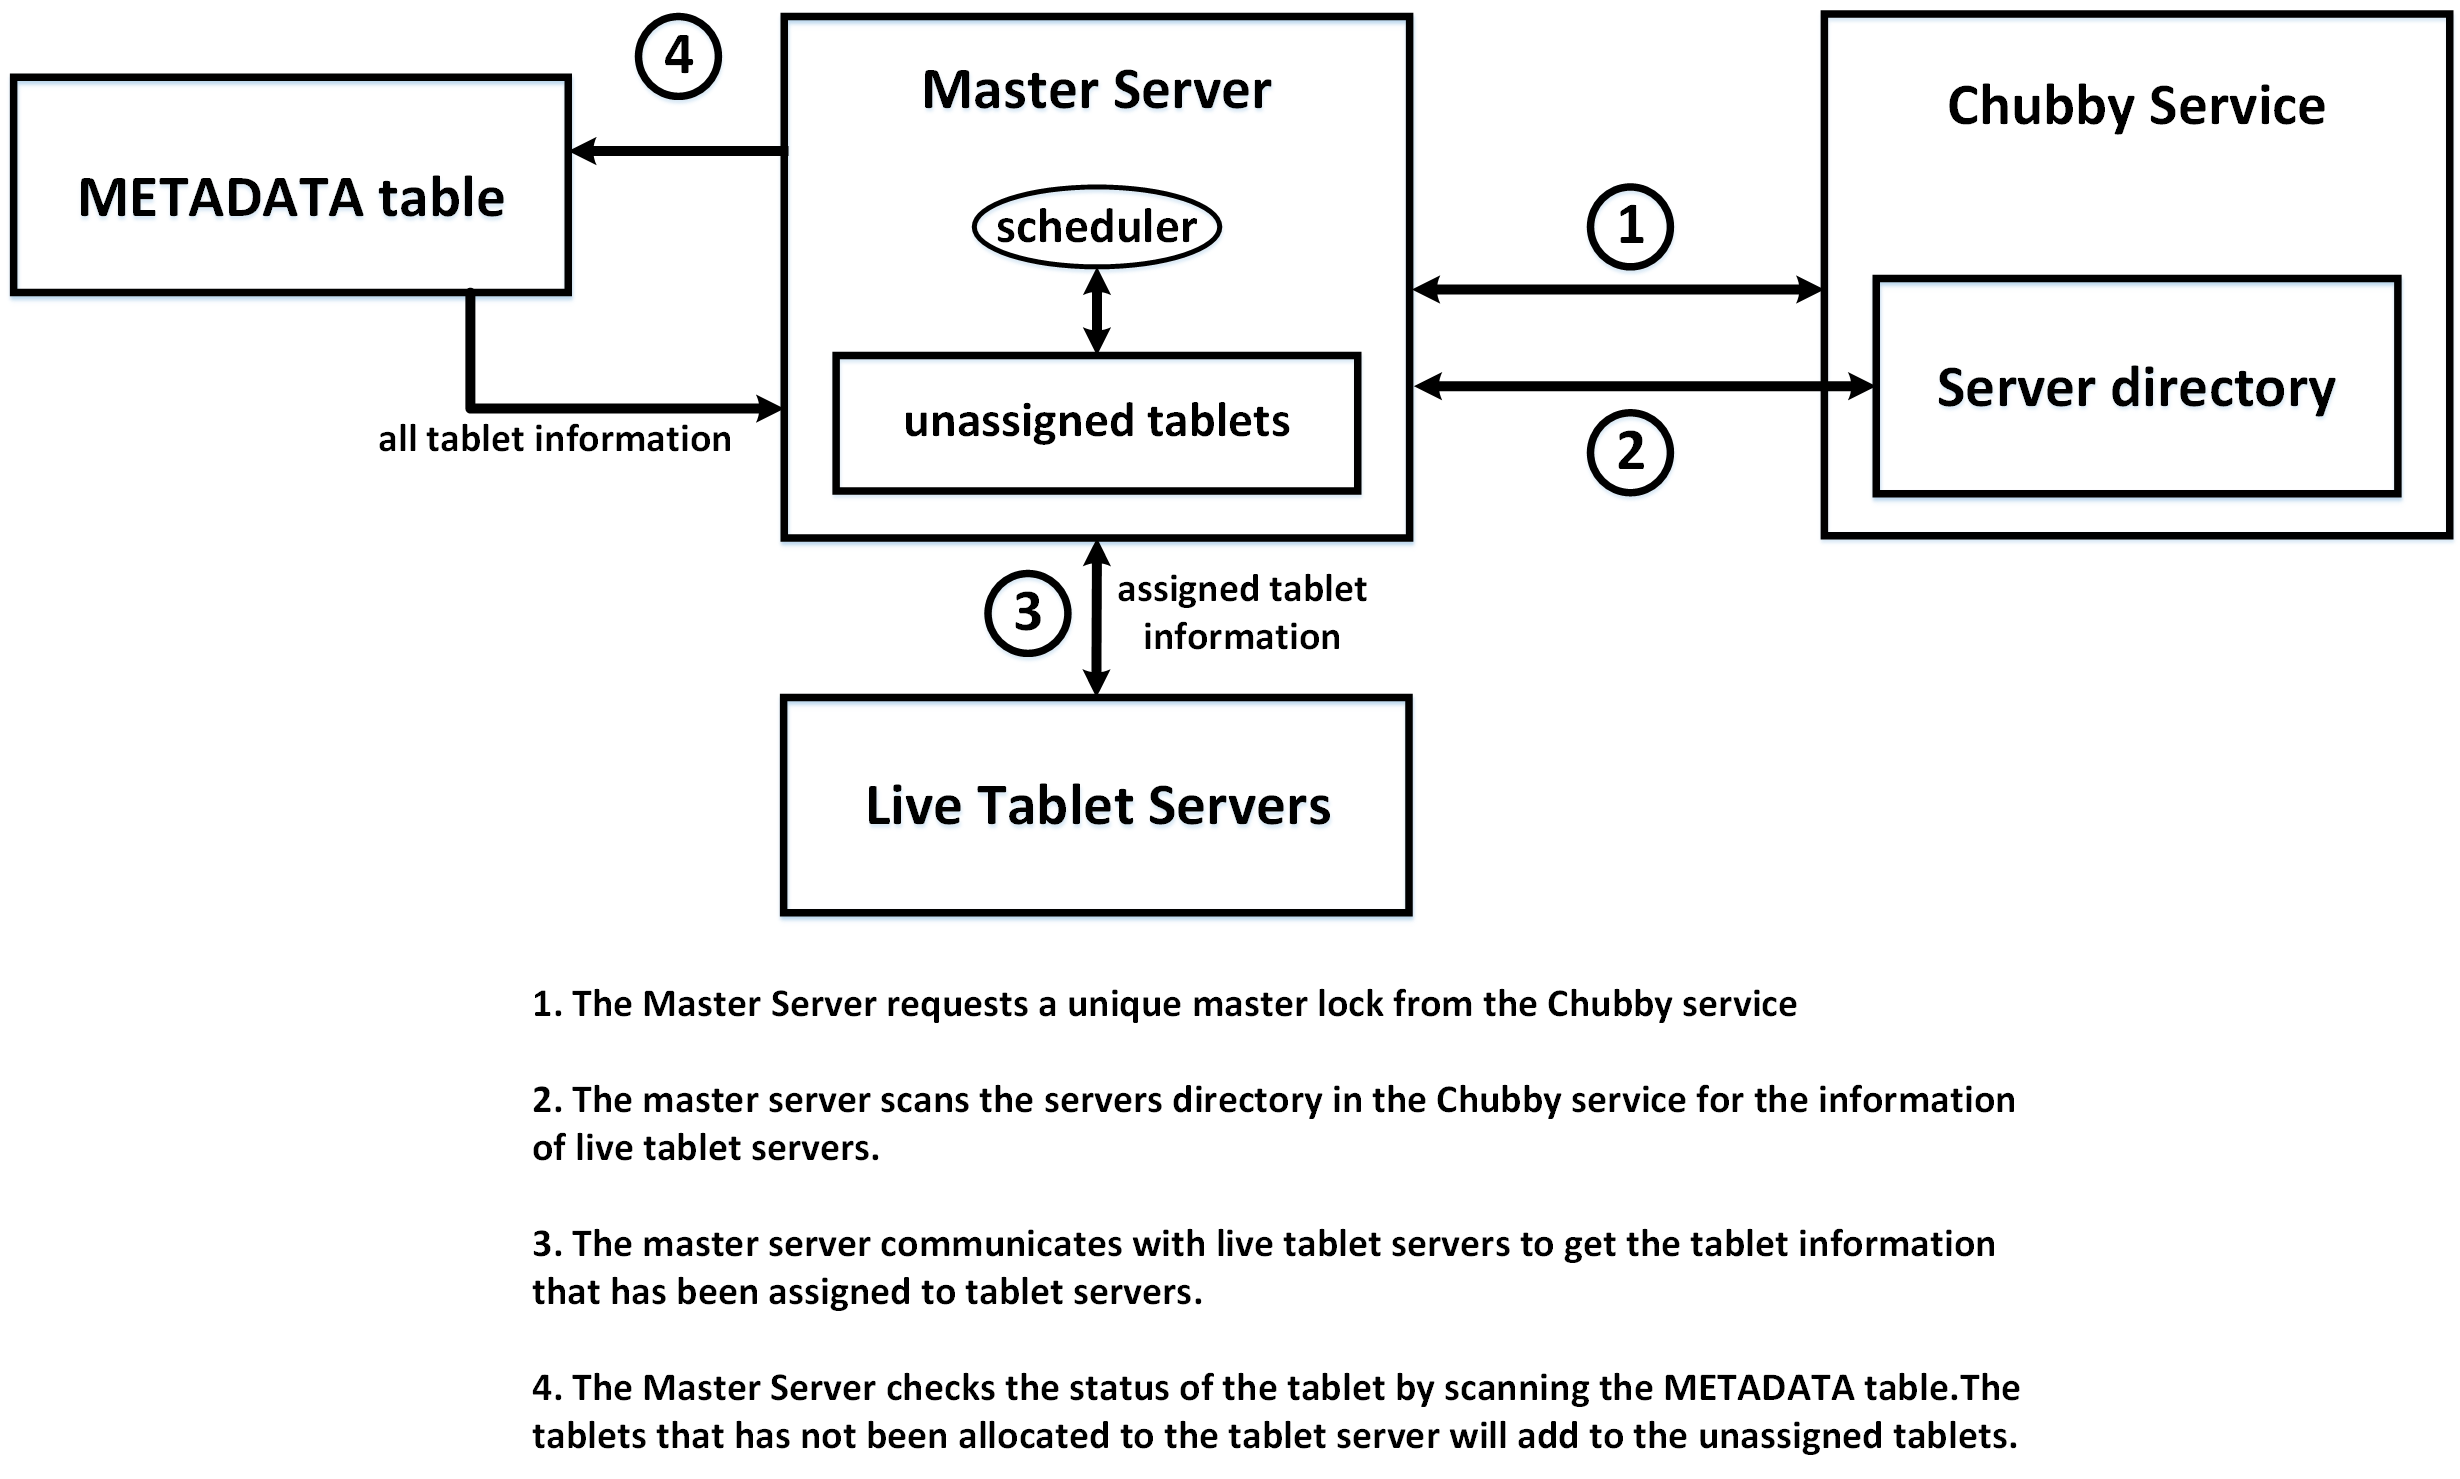 4
Master Server
Chubby Service
METADATA table
scheduler
1
unassigned tablets
Server directory
all tablet information
2
3
assigned tablet
information
Live Tablet Servers
1. The Master Server requests a unique master lock from the Chubby service
2. The master server scans the servers directory in the Chubby service for the information
of live tablet servers.
3. The master server communicates with live tablet servers to get the tablet information
that has been assigned to tablet servers.
4. The Master Server checks the status of the tablet by scanning the METADATA table.The
tablets that has not been allocated to the tablet server will add to the unassigned tablets.